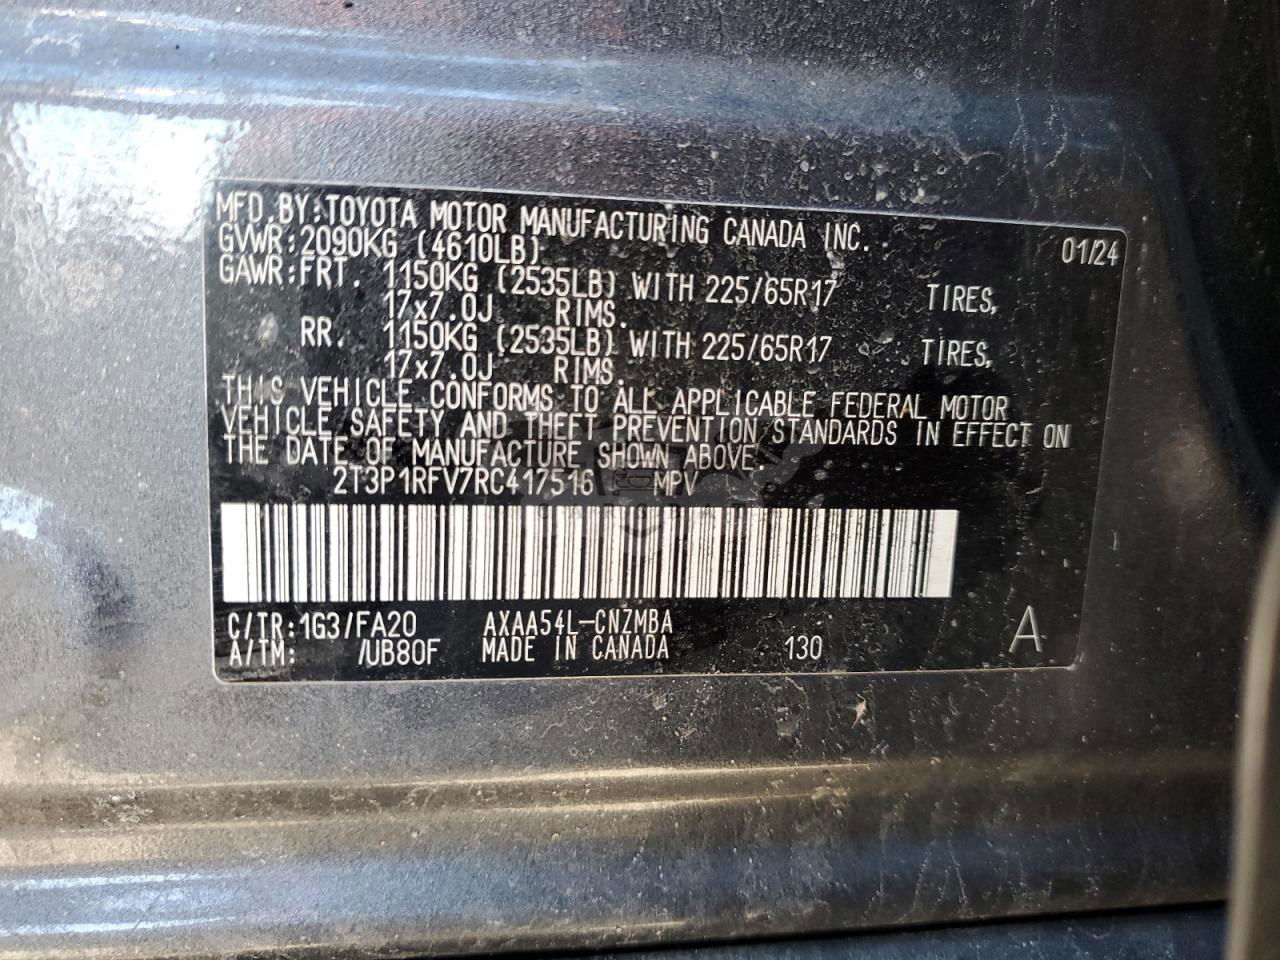 MFD.BY:TOYOTA MOTOR MANUFACTURING CANADA INC.
GVWR:2090KG (4610LB) 01/24
GAWR:FRT. 1150KG (2535LB) WITH 225/65R17 TIRES,
17x7.0J RIMS.
RR. 1150KG (2535LB) WITH 225/65R17 TIRES,
17x7.0J RIMS.
THIS VEHICLE CONFORMS TO ALL APPLICABLE FEDERAL MOTOR
VEHICLE SAFETY AND THEFT PREVENTION STANDARDS IN EFFECT ON
THE DATE OF MANUFACTURE SHOWN ABOVE.
2T3P1RFV7RC417516 MPV
C/TR:1G3/FA20 AXAA54L-CNZMBA
A/TM: /UB80F MADE IN CANADA 130 A